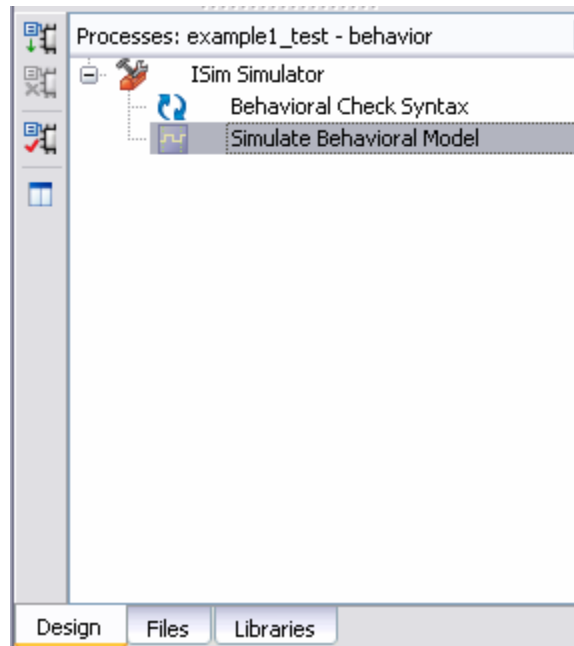 Processes: example1_test - behavior
ISim Simulator
Behavioral Check Syntax
Simulate Behavioral Model
Design Files Libraries